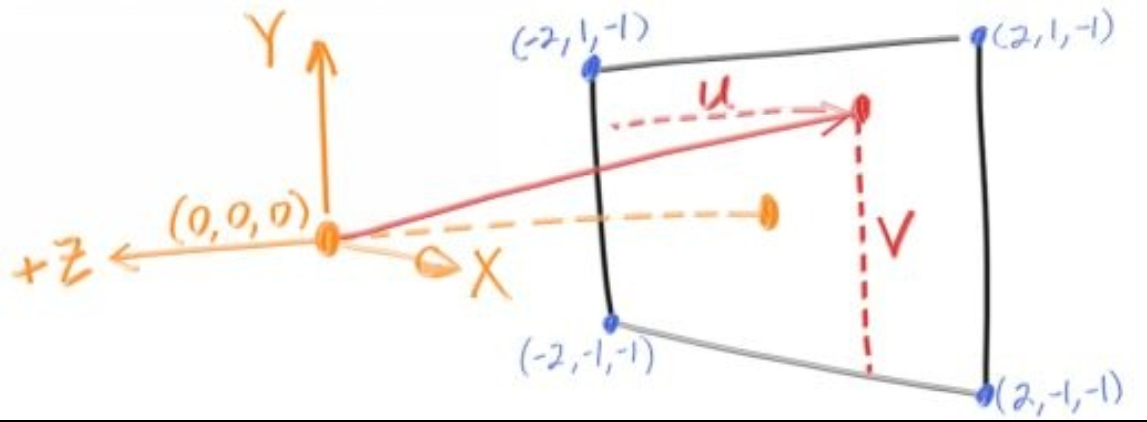 Y
(-2,1,-1)
(2,1,-1)
u
(0,0,0)
V
+Z
X
(-2,-1,-1)
(2,-1,-1)